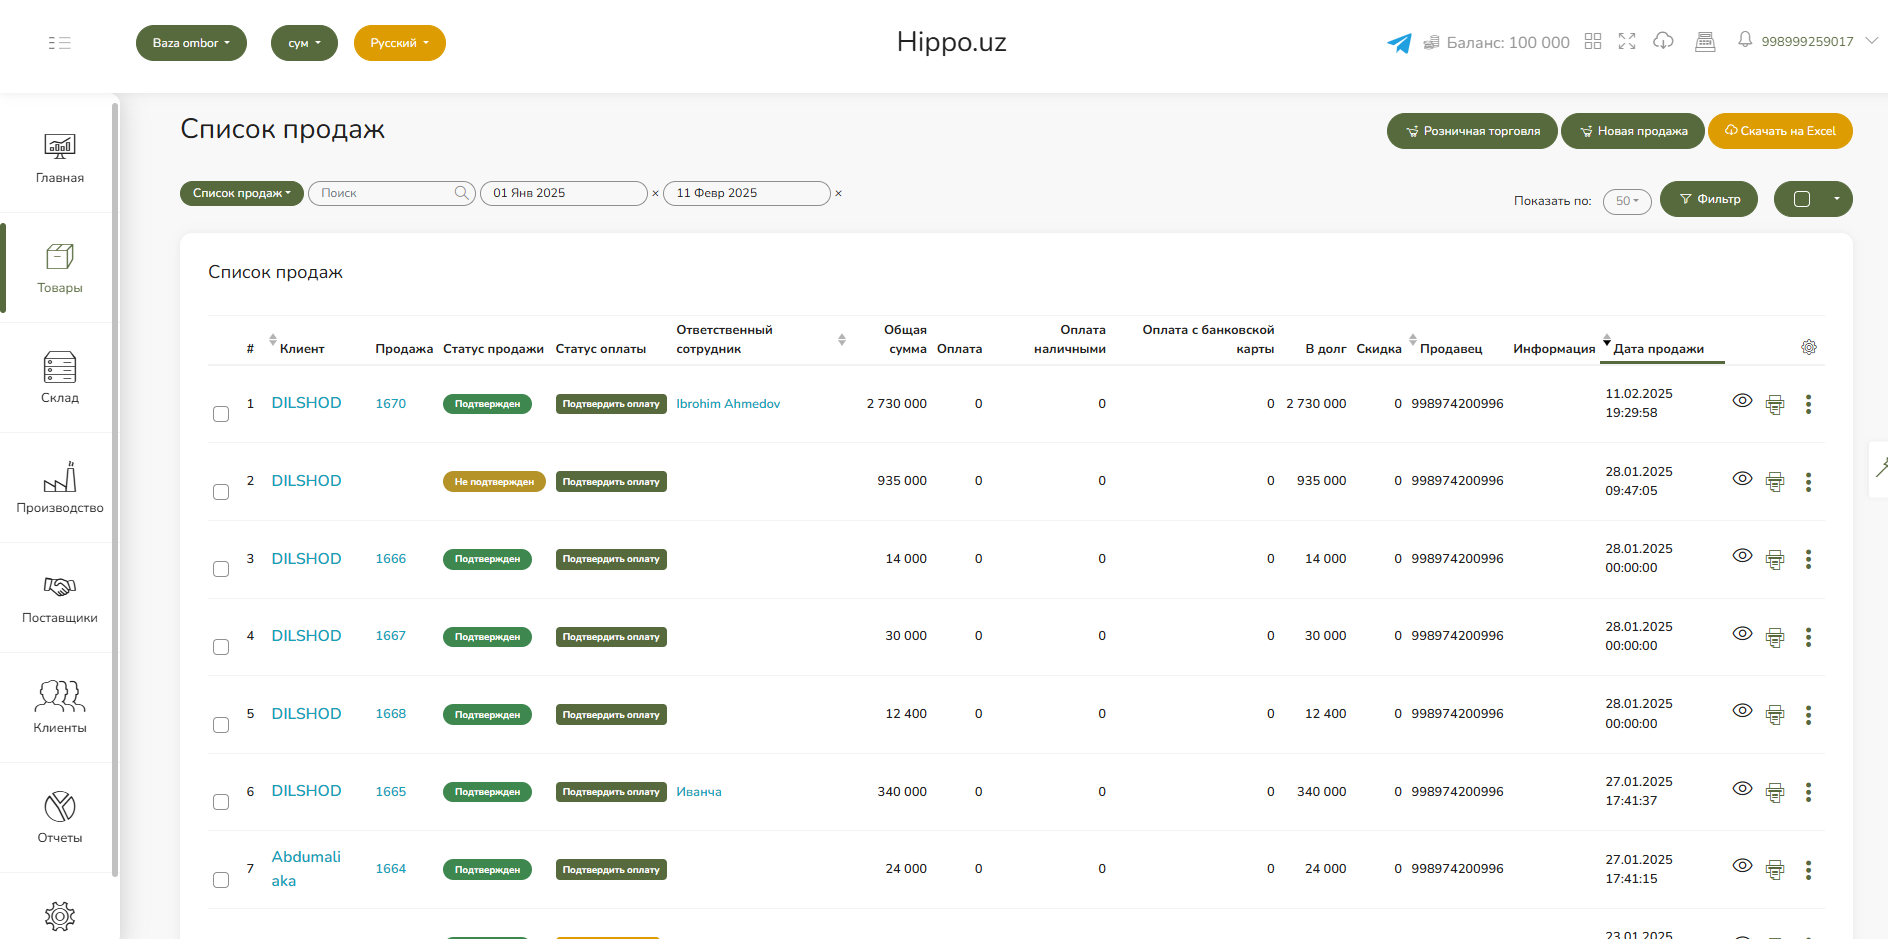 Baza ombor
сум
Русский
Hippo.uz
Баланс: 100 000
998999259017
Главная
Товары
Склад
Производство
Поставщики
Клиенты
Отчеты
Список продаж
Розничная торговля
Новая продажа
Скачать на Excel
Список продаж
Поиск
01 Янв 2025 ×
11 Февр 2025 ×
Показать по:
50
Фильтр
Список продаж
# Клиент Продажа Статус продажи Статус оплаты Ответственный сотрудник Общая сумма Оплата Оплата наличными Оплата с банковской карты В долг Скидка Продавец Информация Дата продажи
1 DILSHOD 1670 Подтвержден Подтвердить оплату Ibrohim Ahmedov 2 730 000 0 0 0 2 730 000 0 998974200996 11.02.2025 19:29:58
2 DILSHOD Не подтвержден Подтвердить оплату 935 000 0 0 0 935 000 0 998974200996 28.01.2025 09:47:05
3 DILSHOD 1666 Подтвержден Подтвердить оплату 14 000 0 0 0 14 000 0 998974200996 28.01.2025 00:00:00
4 DILSHOD 1667 Подтвержден Подтвердить оплату 30 000 0 0 0 30 000 0 998974200996 28.01.2025 00:00:00
5 DILSHOD 1668 Подтвержден Подтвердить оплату 12 400 0 0 0 12 400 0 998974200996 28.01.2025 00:00:00
6 DILSHOD 1665 Подтвержден Подтвердить оплату Иванча 340 000 0 0 0 340 000 0 998974200996 27.01.2025 17:41:37
7 Abdumali aka 1664 Подтвержден Подтвердить оплату 24 000 0 0 0 24 000 0 998974200996 27.01.2025 17:41:15
23.01.2025